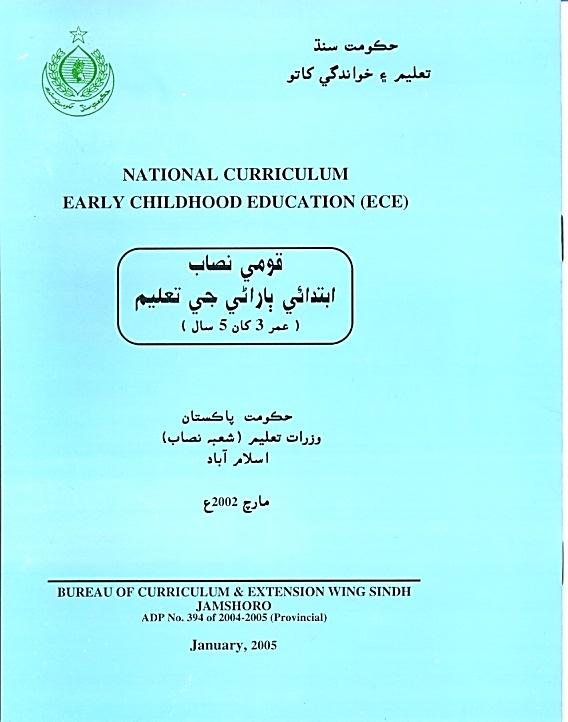 حڪومت سنڌ
تعليم ۽ خواندگي کاتو
NATIONAL CURRICULUM
EARLY CHILDHOOD EDUCATION (ECE)
قومي نصاب
ابتدائي ٻاراڻي جي تعليم
( عمر 3 کان 5 سال )
حڪومت پاڪستان
وزرات تعليم (شعبہ نصاب)
اسلام آباد
مارچ 2002ع
BUREAU OF CURRICULUM & EXTENSION WING SINDH
JAMSHORO
ADP No. 394 of 2004-2005 (Provincial)
January, 2005